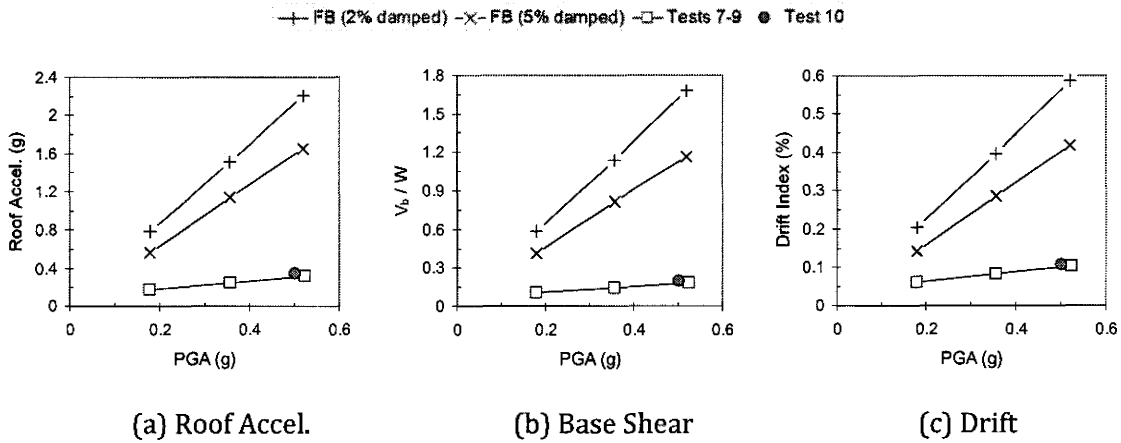 FB (2% damped) FB (5% damped) Tests 7-9 Test 10
2.4
2
1.6
1.2
0.8
0.4
0
0 0.2 0.4 0.6
Roof Accel. (g)
PGA (g)
(a) Roof Accel.
1.8
1.5
1.2
0.9
0.6
0.3
0
0 0.2 0.4 0.6
V_b / W
PGA (g)
(b) Base Shear
0.6
0.5
0.4
0.3
0.2
0.1
0
0 0.2 0.4 0.6
Drift Index (%)
PGA (g)
(c) Drift